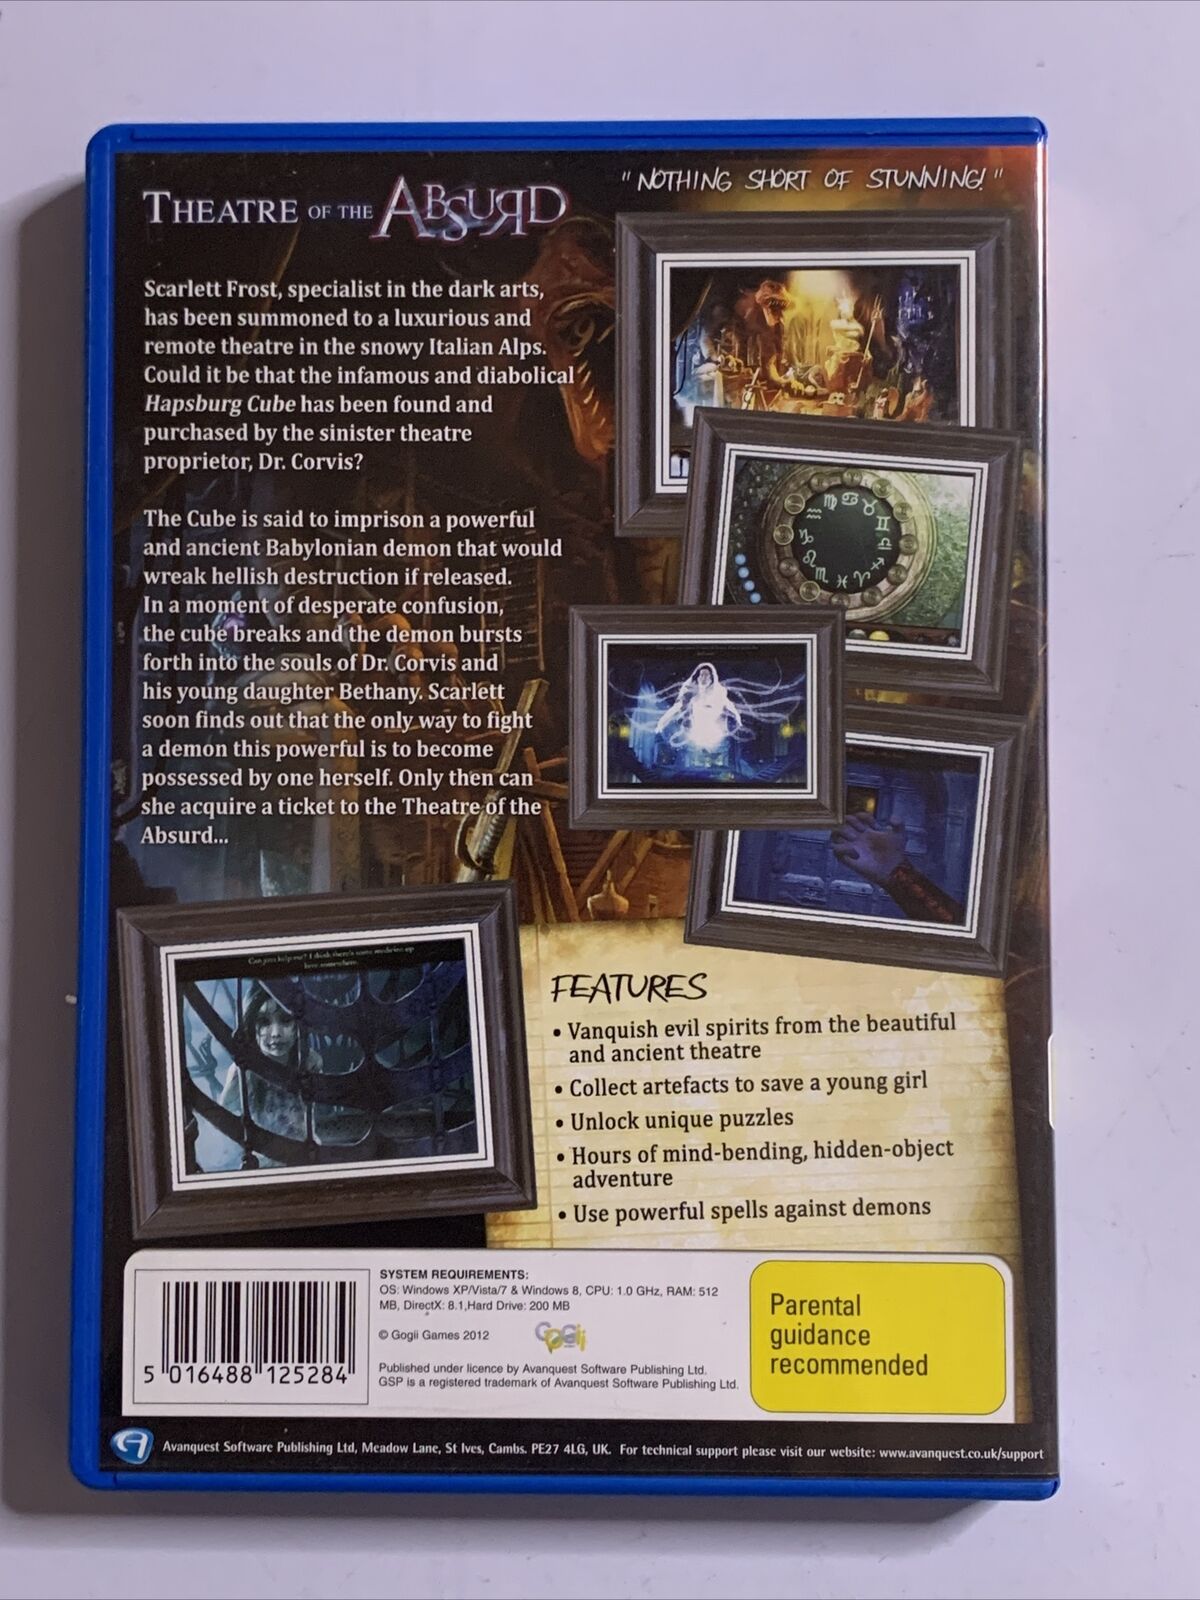 THEATRE OF THE ABSURD
"NOTHING SHORT OF STUNNING!"
Scarlett Frost, specialist in the dark arts,
has been summoned to a luxurious and
remote theatre in the snowy Italian Alps.
Could it be that the infamous and diabolical
Hapsburg Cube has been found and
purchased by the sinister theatre
proprietor, Dr. Corvis?
The Cube is said to imprison a powerful
and ancient Babylonian demon that would
wreak hellish destruction if released.
In a moment of desperate confusion,
the cube breaks and the demon bursts
forth into the souls of Dr. Corvis and
his young daughter Bethany. Scarlett
soon finds out that the only way to fight
a demon this powerful is to become
possessed by one herself. Only then can
she acquire a ticket to the Theatre of the
Absurd...
Can you help me? I think there's some medicine up
here somewhere.
FEATURES
• Vanquish evil spirits from the beautiful
and ancient theatre
• Collect artefacts to save a young girl
• Unlock unique puzzles
• Hours of mind-bending, hidden-object
adventure
• Use powerful spells against demons
5 016488 125284
SYSTEM REQUIREMENTS:
OS: Windows XP/Vista/7 & Windows 8, CPU: 1.0 GHz, RAM: 512
MB, DirectX: 8.1,Hard Drive: 200 MB
© Gogii Games 2012
Gogii
Published under licence by Avanquest Software Publishing Ltd.
GSP is a registered trademark of Avanquest Software Publishing Ltd.
Parental
guidance
recommended
Avanquest Software Publishing Ltd, Meadow Lane, St Ives, Cambs. PE27 4LG, UK. For technical support please visit our website: www.avanquest.co.uk/support